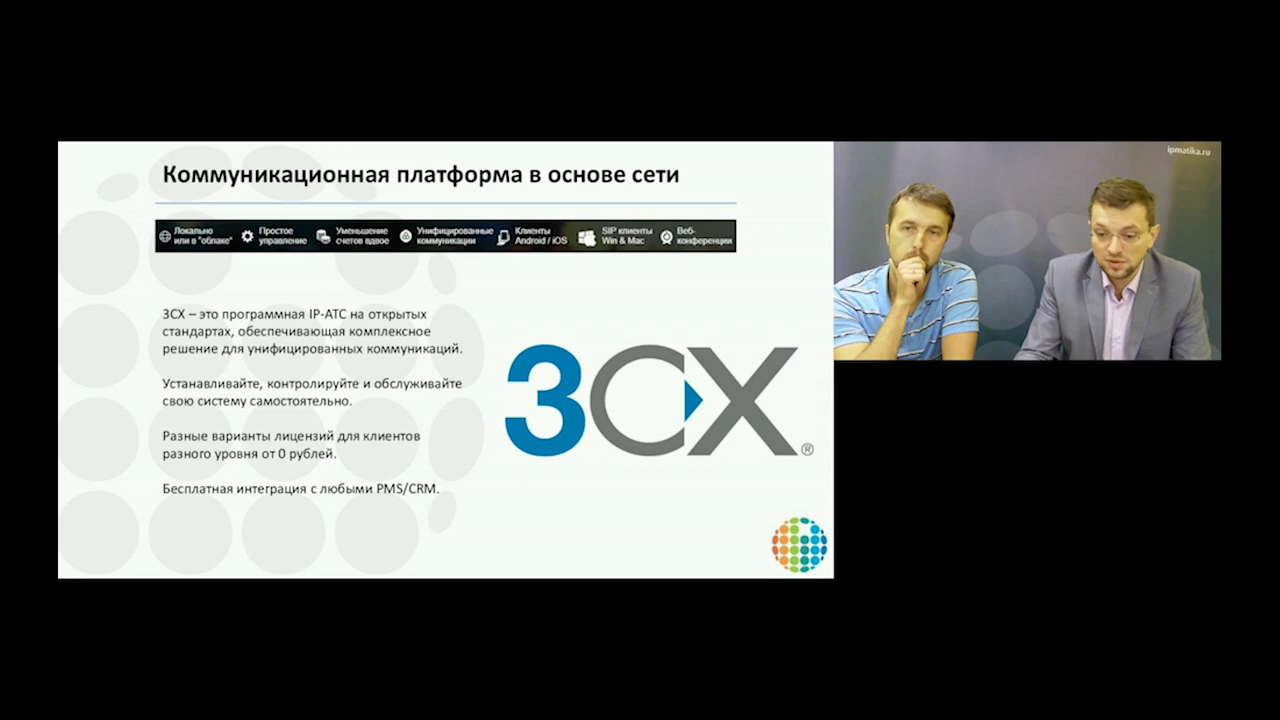 Коммуникационная платформа в основе сети
ipmatika.ru
Локально
или в "облаке"
Простое
управление
Уменьшение
счетов вдвое
Унифицированные
коммуникации
Клиенты
Android / iOS
SIP клиенты
Win & Mac
Веб-
конференции
3CX – это программная IP-АТС на открытых
стандартах, обеспечивающая комплексное
решение для унифицированных коммуникаций.
Устанавливайте, контролируйте и обслуживайте
свою систему самостоятельно.
Разные варианты лицензий для клиентов
разного уровня от 0 рублей.
Бесплатная интеграция с любыми PMS/CRM.
3CX®